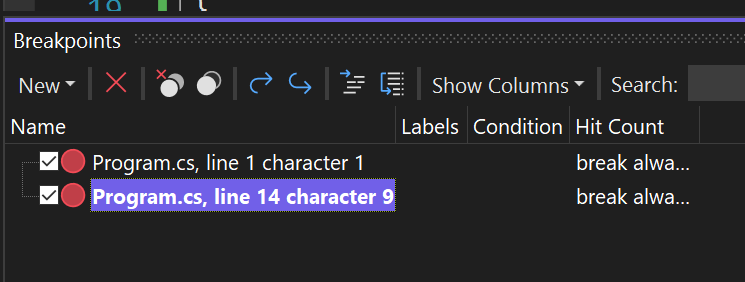 Breakpoints
New Show Columns Search:
Name Labels Condition Hit Count
Program.cs, line 1 character 1 break alwa...
Program.cs, line 14 character 9 break alwa...